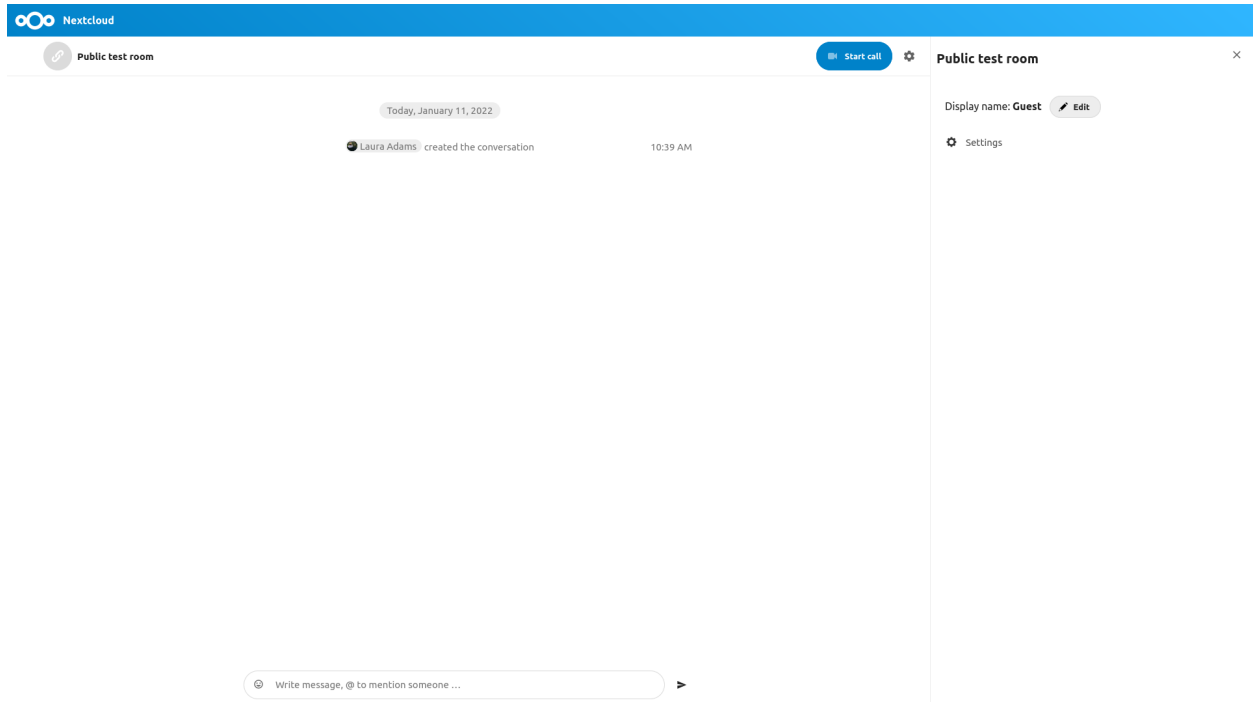 Nextcloud
Public test room
Start call
Today, January 11, 2022
Laura Adams created the conversation 10:39 AM
Write message, @ to mention someone ...
Public test room
Display name: Guest Edit
Settings